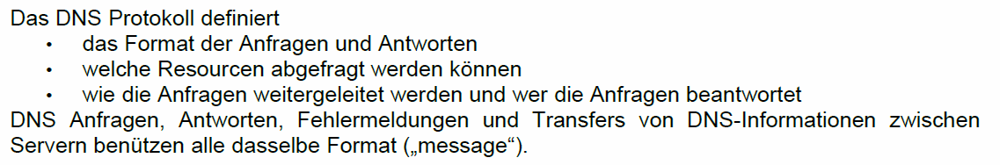 Das DNS Protokoll definiert
• das Format der Anfragen und Antworten
• welche Resourcen abgefragt werden können
• wie die Anfragen weitergeleitet werden und wer die Anfragen beantwortet
DNS Anfragen, Antworten, Fehlermeldungen und Transfers von DNS-Informationen zwischen
Servern benützen alle dasselbe Format („message“).